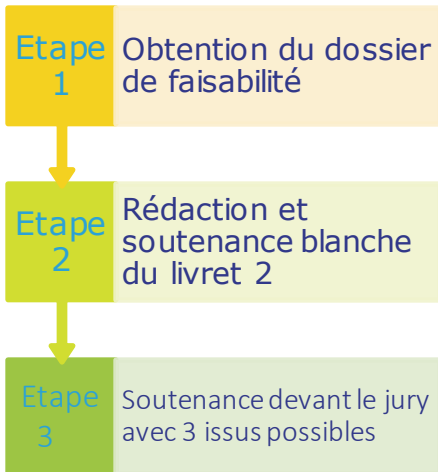 Etape
1
Obtention du dossier
de faisabilité
Etape
2
Rédaction et
soutenance blanche
du livret 2
Etape
3
Soutenance devant le jury
avec 3 issus possibles